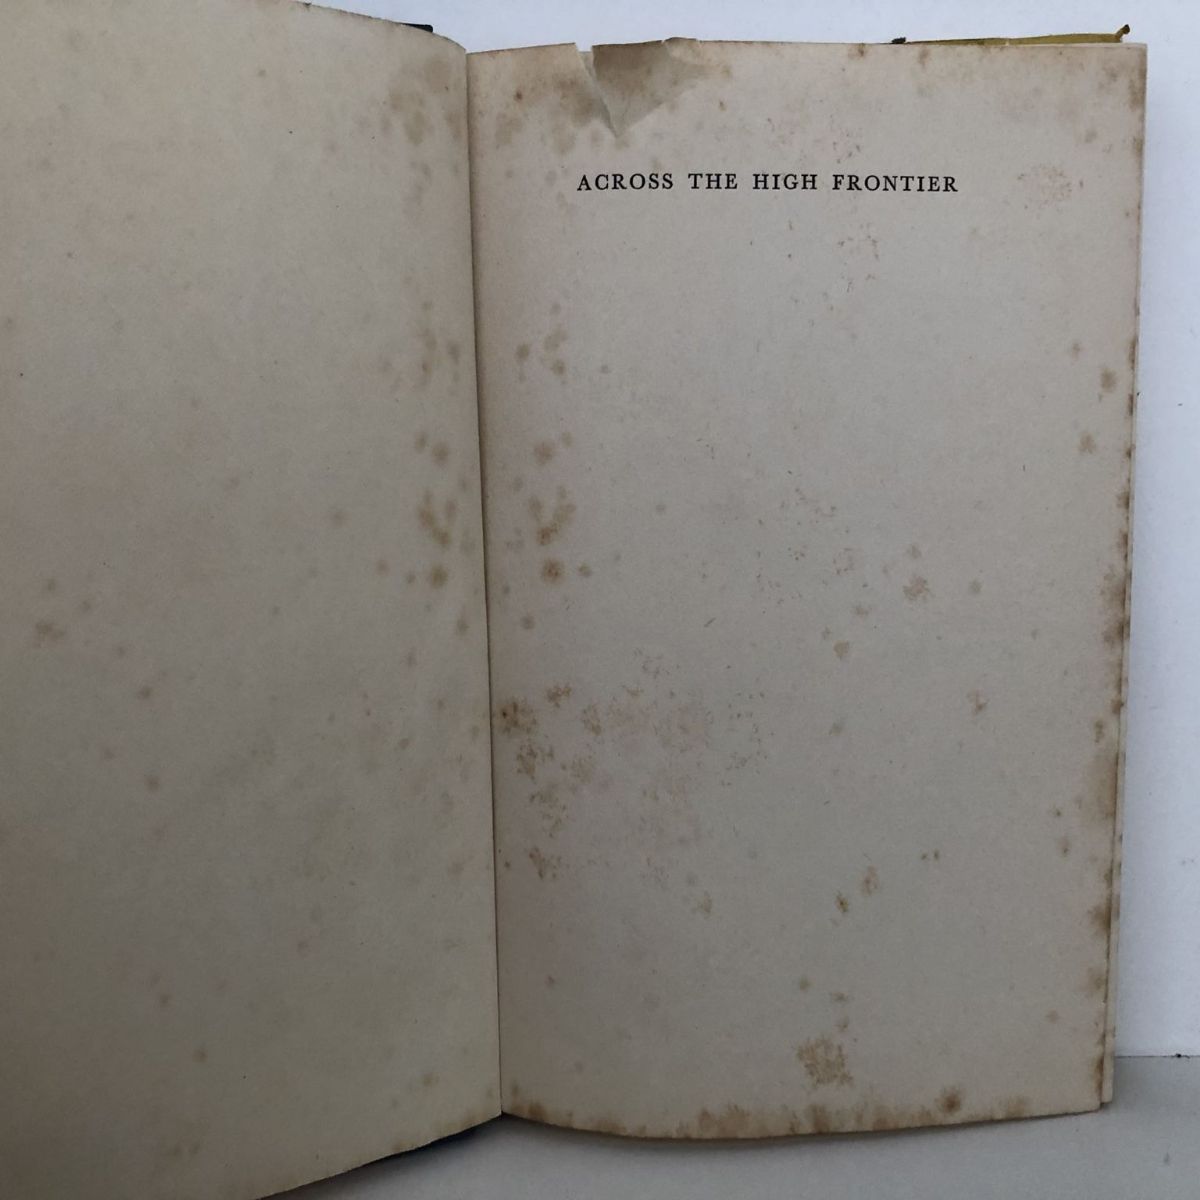 ACROSS THE HIGH FRONTIER